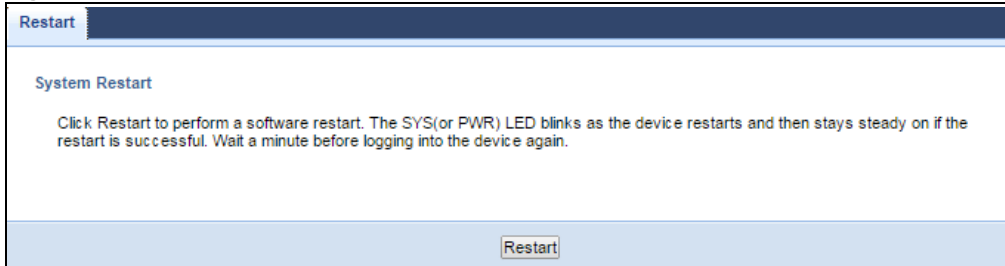 Restart
System Restart
Click Restart to perform a software restart. The SYS(or PWR) LED blinks as the device restarts and then stays steady on if the
restart is successful. Wait a minute before logging into the device again.
Restart